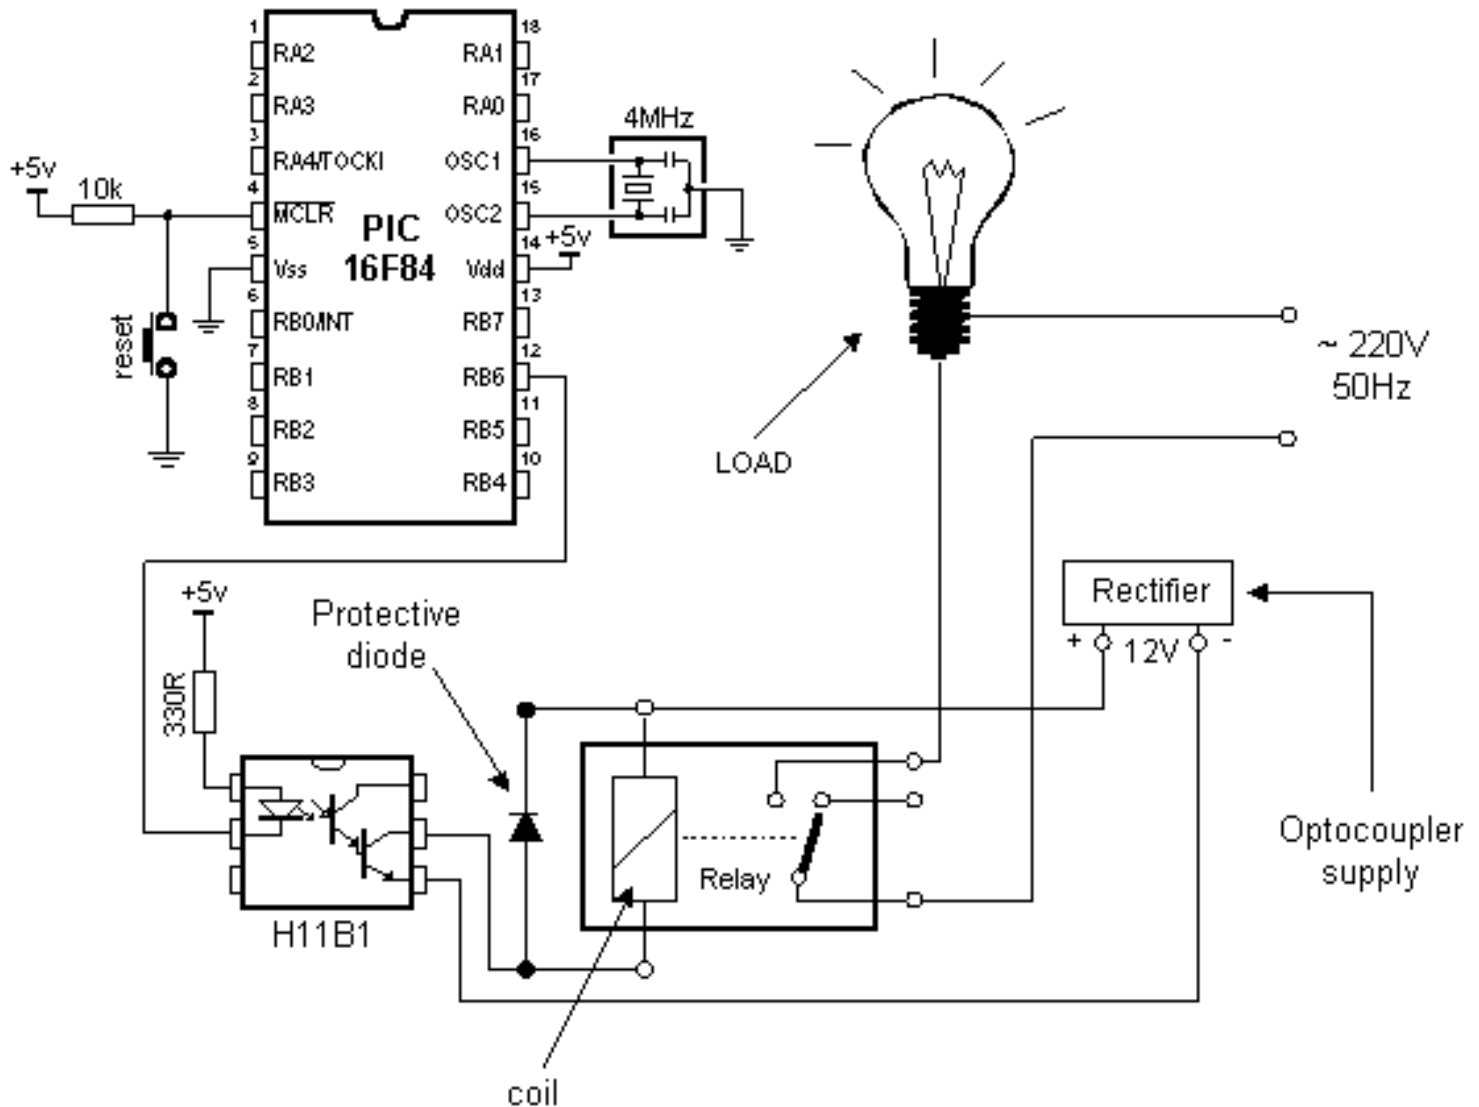 1
RA2
2
RA3
3
RA4/TOCKI
4
MCLR
5
Vss
6
RB0/INT
7
RB1
8
RB2
9
RB3
18
RA1
17
RA0
16
OSC1
15
OSC2
14
Vdd
13
RB7
12
RB6
11
RB5
10
RB4
PIC
16F84
+5v
10k
reset
4MHz
+5v
LOAD
~ 220V
50Hz
+5v
330R
H11B1
Protective
diode
Relay
coil
Rectifier
+ 12V -
Optocoupler
supply